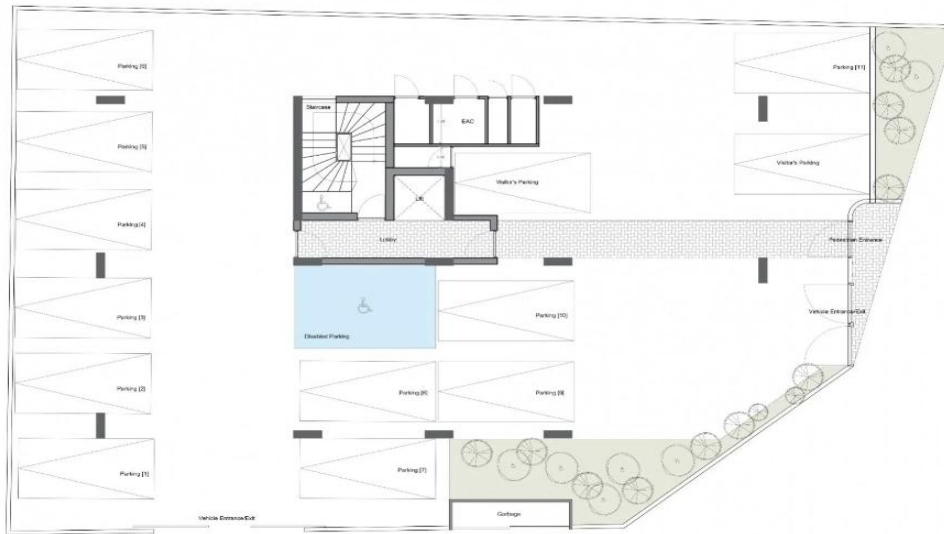 Parking [6]
Parking [11]
Staircase
EAC
Parking [5]
Visitor's Parking
Visitor's Parking
Lift
Parking [4]
Lobby
Pedestrian Entrance
Parking [3]
Parking [10]
Vehicle Entrance/Exit
Disabled Parking
Parking [2]
Parking [8]
Parking [9]
Parking [1]
Parking [7]
Garbage
Vehicle Entrance/Exit